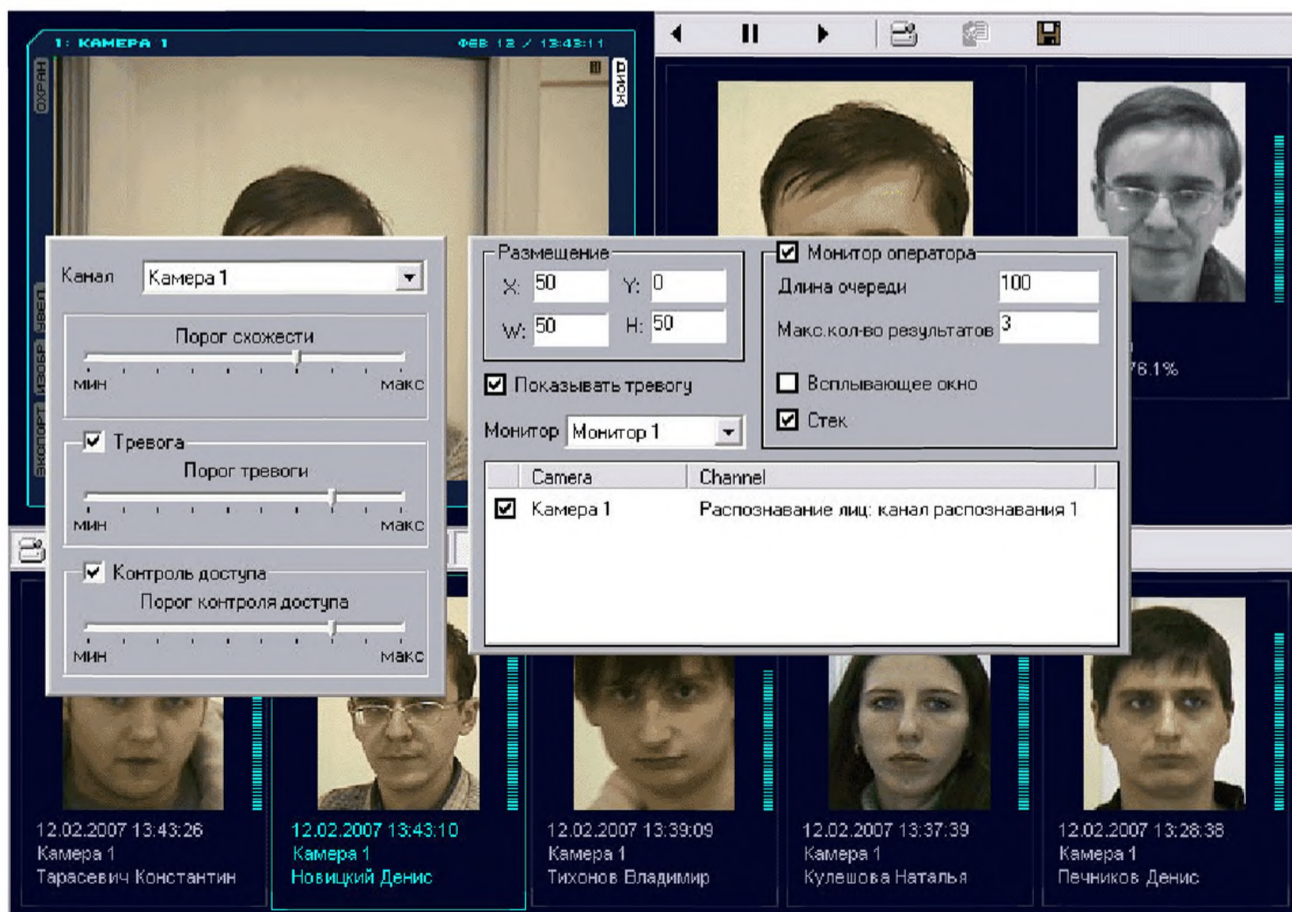 1: КАМЕРА 1
ФЕВ 12 / 13:43:11
ОХРАН
ДИСК
УВЕЛ
ИЗОБР
ЭКСПОРТ
76.1%
Канал Камера 1
Порог схожести
мин макс
Тревога
Порог тревоги
мин макс
Контроль доступа
Порог контроля доступа
мин макс
Размещение
X: 50 Y: 0
W: 50 H: 50
Показывать тревогу
Монитор Монитор 1
Монитор оператора
Длина очереди 100
Макс.кол-во результатов 3
Всплывающее окно
Стек
Camera Channel
Камера 1 Распознавание лиц: канал распознавания 1
12.02.2007 13:43:26
Камера 1
Тарасевич Константин
12.02.2007 13:43:10
Камера 1
Новицкий Денис
12.02.2007 13:39:09
Камера 1
Тихонов Владимир
12.02.2007 13:37:39
Камера 1
Кулешова Наталья
12.02.2007 13:28:38
Камера 1
Печников Денис